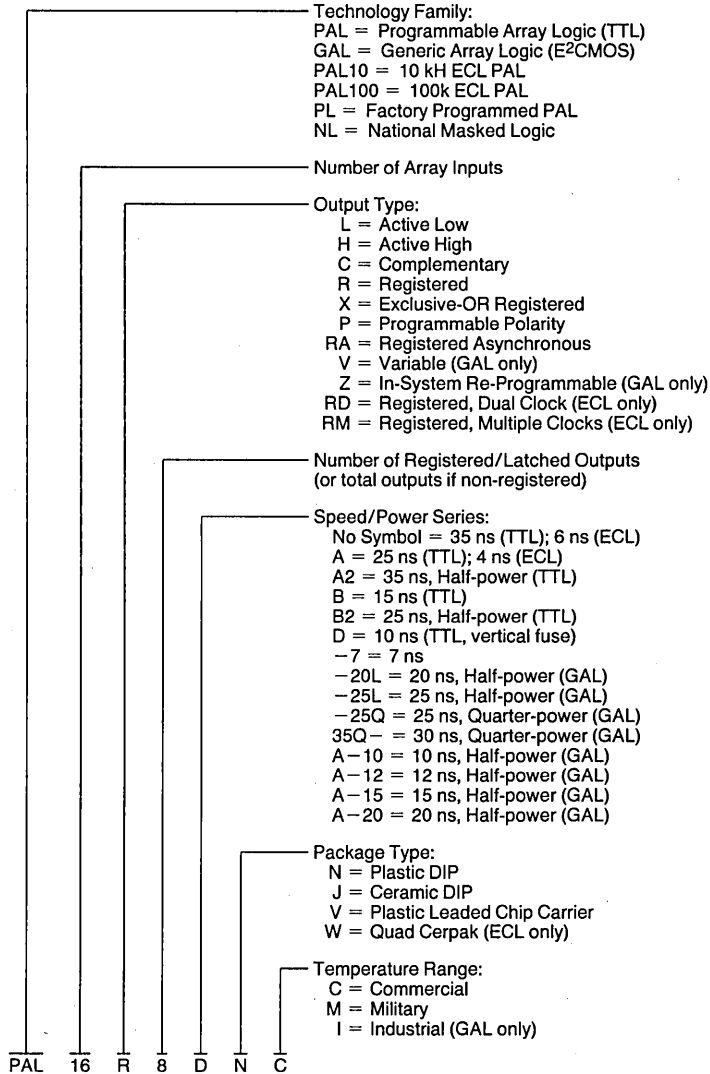 Technology Family:
PAL = Programmable Array Logic (TTL)
GAL = Generic Array Logic (E²CMOS)
PAL10 = 10 kH ECL PAL
PAL100 = 100k ECL PAL
PL = Factory Programmed PAL
NL = National Masked Logic
Number of Array Inputs
Output Type:
L = Active Low
H = Active High
C = Complementary
R = Registered
X = Exclusive-OR Registered
P = Programmable Polarity
RA = Registered Asynchronous
V = Variable (GAL only)
Z = In-System Re-Programmable (GAL only)
RD = Registered, Dual Clock (ECL only)
RM = Registered, Multiple Clocks (ECL only)
Number of Registered/Latched Outputs
(or total outputs if non-registered)
Speed/Power Series:
No Symbol = 35 ns (TTL); 6 ns (ECL)
A = 25 ns (TTL); 4 ns (ECL)
A2 = 35 ns, Half-power (TTL)
B = 15 ns (TTL)
B2 = 25 ns, Half-power (TTL)
D = 10 ns (TTL, vertical fuse)
−7 = 7 ns
−20L = 20 ns, Half-power (GAL)
−25L = 25 ns, Half-power (GAL)
−25Q = 25 ns, Quarter-power (GAL)
35Q− = 30 ns, Quarter-power (GAL)
A−10 = 10 ns, Half-power (GAL)
A−12 = 12 ns, Half-power (GAL)
A−15 = 15 ns, Half-power (GAL)
A−20 = 20 ns, Half-power (GAL)
Package Type:
N = Plastic DIP
J = Ceramic DIP
V = Plastic Leaded Chip Carrier
W = Quad Cerpak (ECL only)
Temperature Range:
C = Commercial
M = Military
I = Industrial (GAL only)
PAL 16 R 8 D N C